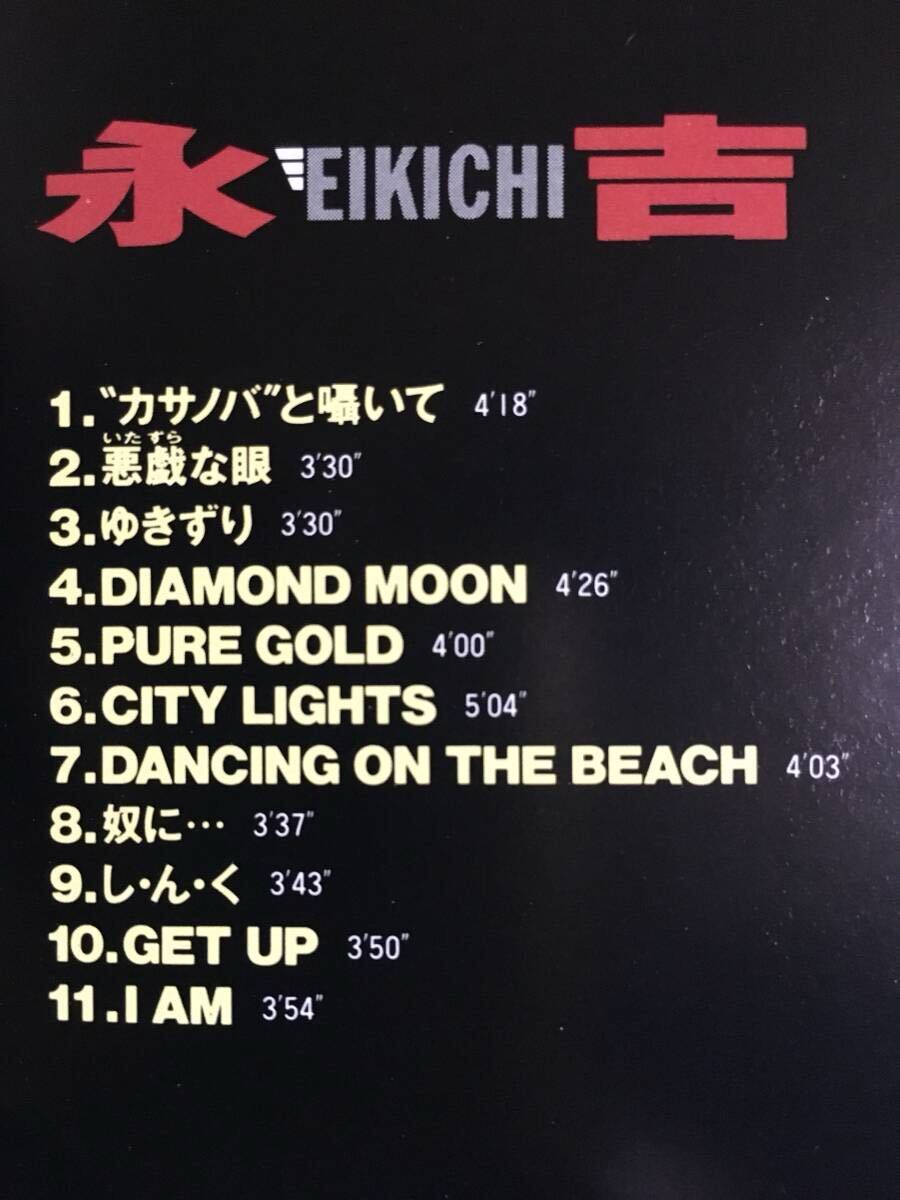 永 EIKICHI 吉
1.〝カサノバ〟と囁いて 4'18"
いたずら
2.悪戯な眼 3'30"
3.ゆきずり 3'30"
4.DIAMOND MOON 4'26"
5.PURE GOLD 4'00"
6.CITY LIGHTS 5'04"
7.DANCING ON THE BEACH 4'03"
8.奴に… 3'37"
9.し・ん・く 3'43"
10.GET UP 3'50"
11.I AM 3'54"